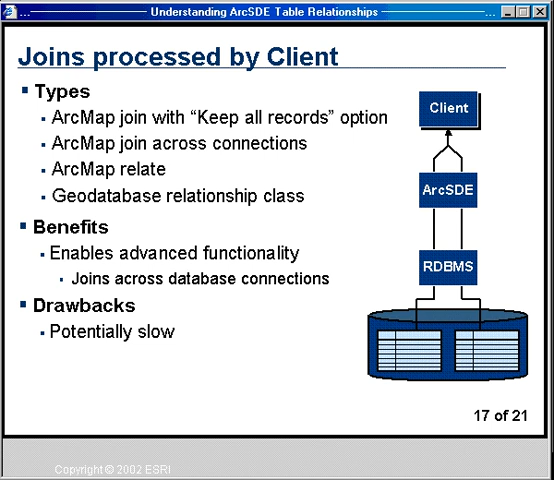 Understanding ArcSDE Table Relationships
Joins processed by Client
Types
ArcMap join with “Keep all records” option
ArcMap join across connections
ArcMap relate
Geodatabase relationship class
Benefits
Enables advanced functionality
Joins across database connections
Drawbacks
Potentially slow
Client
ArcSDE
RDBMS
17 of 21
Copyright © 2002 ESRI